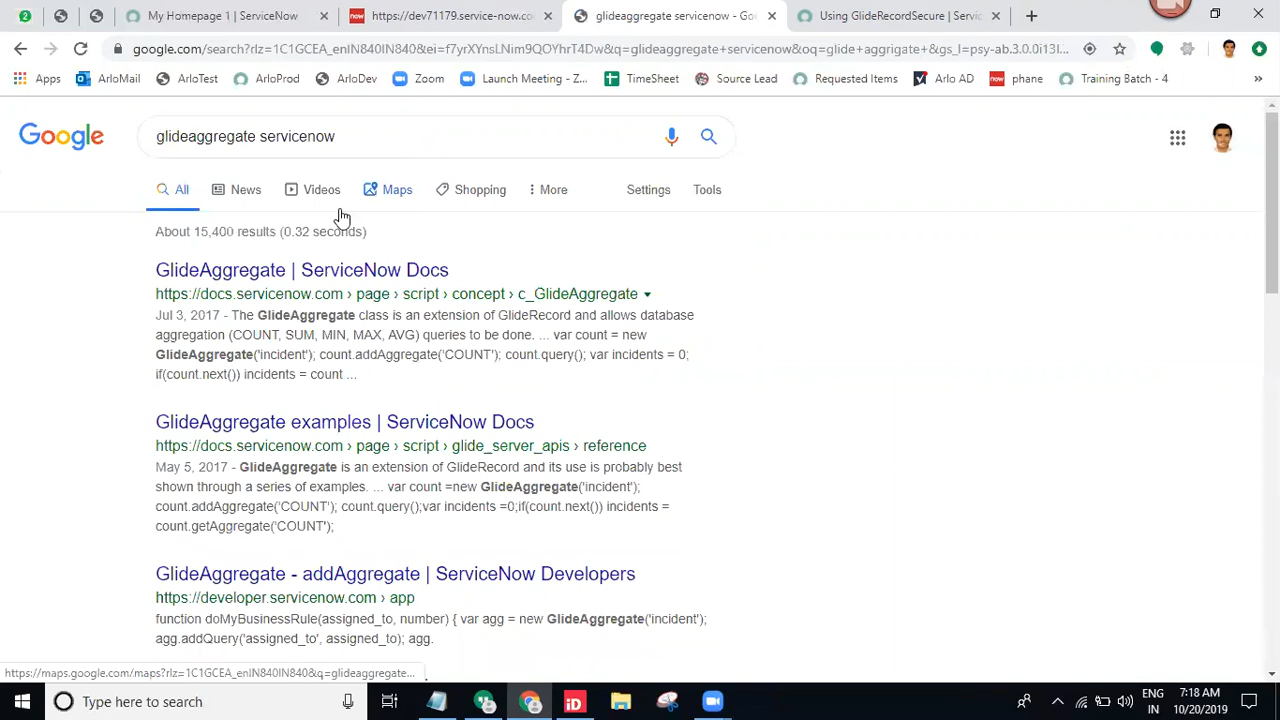 My Homepage 1 | ServiceNow
https://dev71179.service-now.co
glideaggregate servicenow - Goo
Using GlideRecordSecure | Servic
google.com/search?rlz=1C1GCEA_enIN840IN840&ei=f7yrXYnsLNim9QOYhrT4Dw&q=glideaggregate+servicenow&oq=glide+aggrigate+&gs_l=psy-ab.3.0.0i13l...
Apps
ArloMail
ArloTest
ArloProd
ArloDev
Zoom
Launch Meeting - Z...
TimeSheet
Source Lead
Requested Items
Arlo AD
now phane
Training Batch - 4
»
Google
glideaggregate servicenow
All
News
Videos
Maps
Shopping
More
Settings
Tools
About 15,400 results (0.32 seconds)
GlideAggregate | ServiceNow Docs
https://docs.servicenow.com › page › script › concept › c_GlideAggregate
Jul 3, 2017 - The GlideAggregate class is an extension of GlideRecord and allows database
aggregation (COUNT, SUM, MIN, MAX, AVG) queries to be done. ... var count = new
GlideAggregate('incident'); count.addAggregate('COUNT'); count.query(); var incidents = 0;
if(count.next()) incidents = count ...
GlideAggregate examples | ServiceNow Docs
https://docs.servicenow.com › page › script › glide_server_apis › reference
May 5, 2017 - GlideAggregate is an extension of GlideRecord and its use is probably best
shown through a series of examples. ... var count =new GlideAggregate('incident');
count.addAggregate('COUNT'); count.query();var incidents =0;if(count.next()) incidents =
count.getAggregate('COUNT');
GlideAggregate - addAggregate | ServiceNow Developers
https://developer.servicenow.com › app
function doMyBusinessRule(assigned_to, number) { var agg = new GlideAggregate('incident');
agg.addQuery('assigned_to', assigned_to); agg.
https://maps.google.com/maps?rlz=1C1GCEA_enIN840IN840&q=glideaggregate...
Type here to search
ENG
IN
7:18 AM
10/20/2019